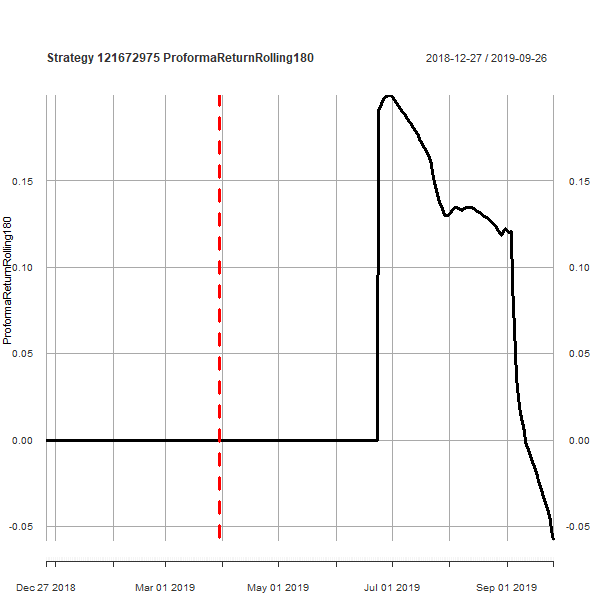 Strategy 121672975 ProformaReturnRolling180
2018-12-27 / 2019-09-26
ProformaReturnRolling180
0.15
0.10
0.05
0.00
-0.05
0.15
0.10
0.05
0.00
-0.05
Dec 27 2018
Mar 01 2019
May 01 2019
Jul 01 2019
Sep 01 2019